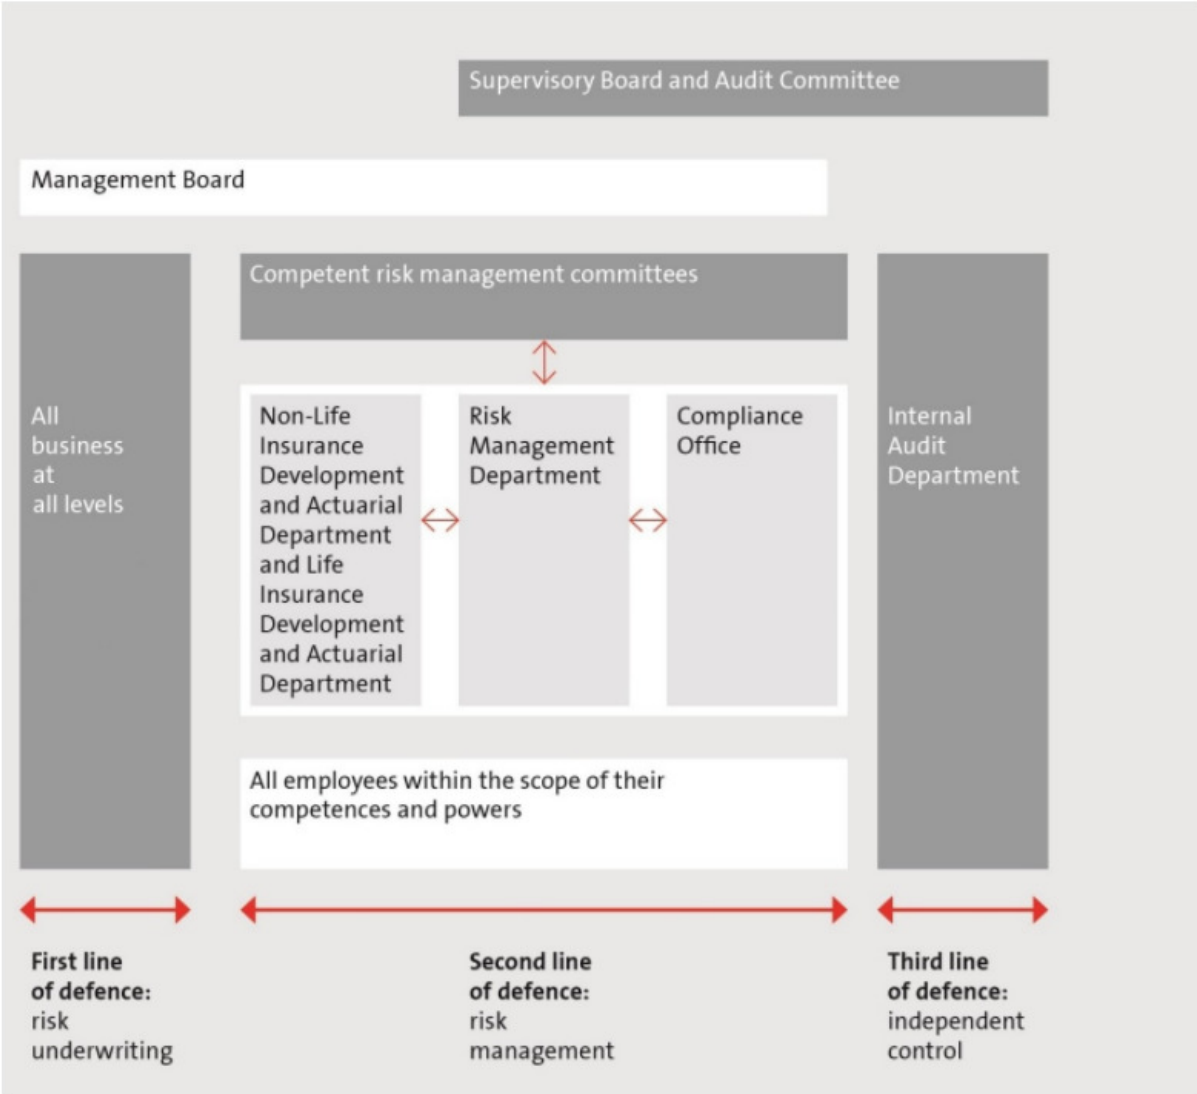 Supervisory Board and Audit Committee
Management Board
Competent risk management committees
All
business
at
all levels
Non-Life
Insurance
Development
and Actuarial
Department
and Life
Insurance
Development
and Actuarial
Department
Risk
Management
Department
Compliance
Office
Internal
Audit
Department
All employees within the scope of their
competences and powers
First line
of defence:
risk
underwriting
Second line
of defence:
risk
management
Third line
of defence:
independent
control